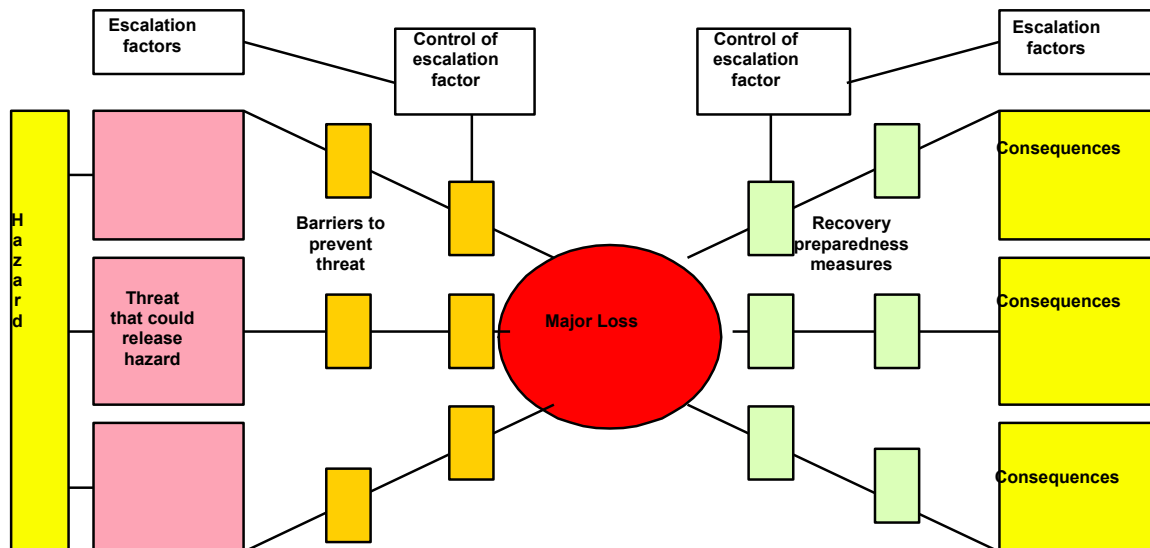 Escalation
factors
Control of
escalation
factor
Control of
escalation
factor
Escalation
factors
H
a
z
a
r
d
Barriers to
prevent
threat
Recovery
preparedness
measures
Consequences
Threat
that could
release
hazard
Major Loss
Consequences
Consequences